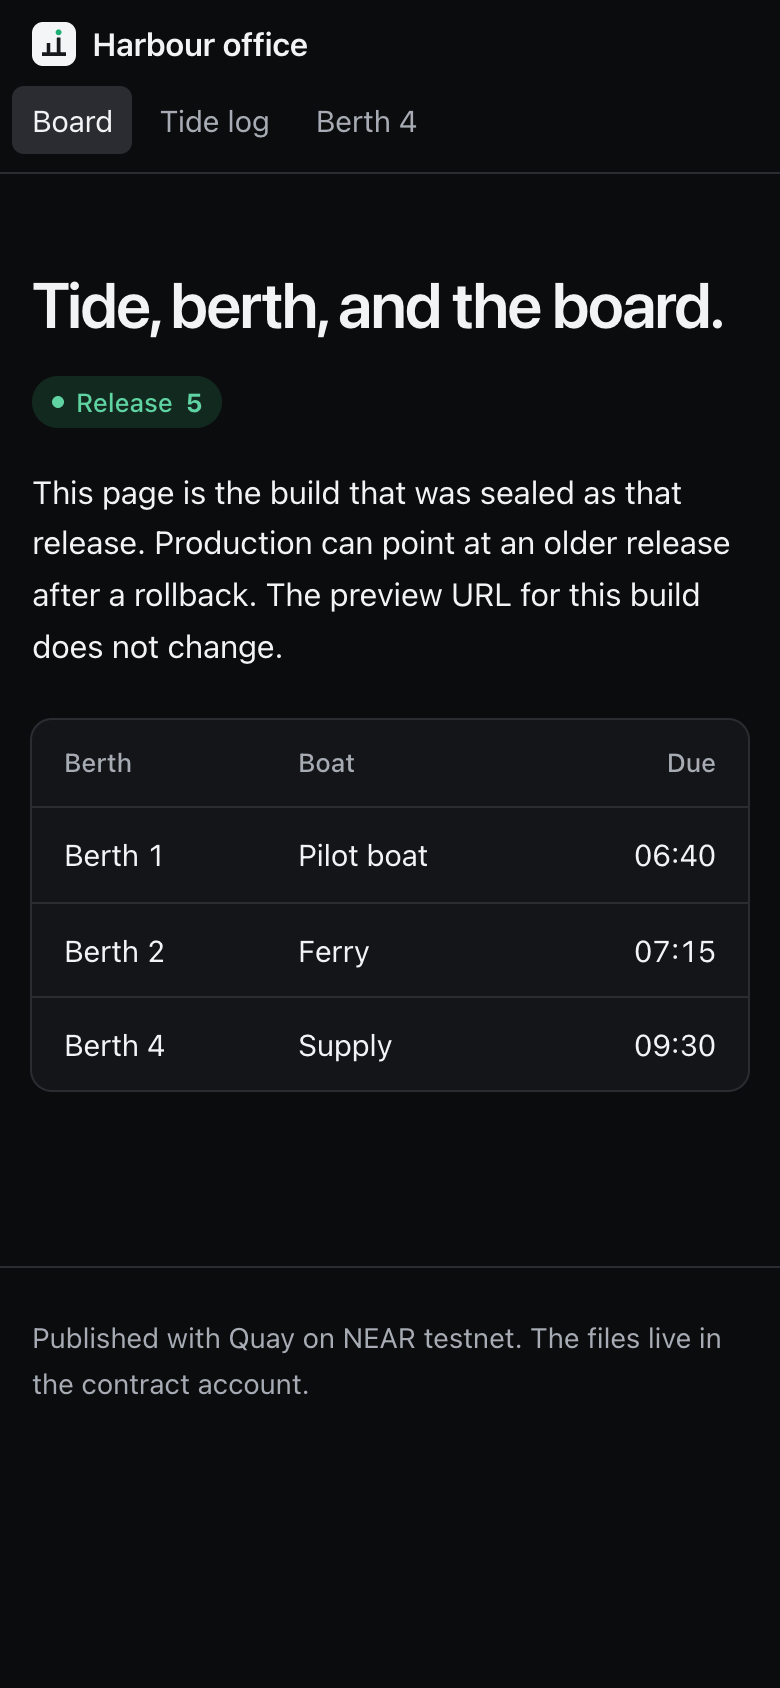 Harbour office
Board Tide log Berth 4
Tide, berth, and the board.
Release 5
This page is the build that was sealed as that
release. Production can point at an older release
after a rollback. The preview URL for this build
does not change.
Berth Boat Due
Berth 1 Pilot boat 06:40
Berth 2 Ferry 07:15
Berth 4 Supply 09:30
Published with Quay on NEAR testnet. The files live in
the contract account.